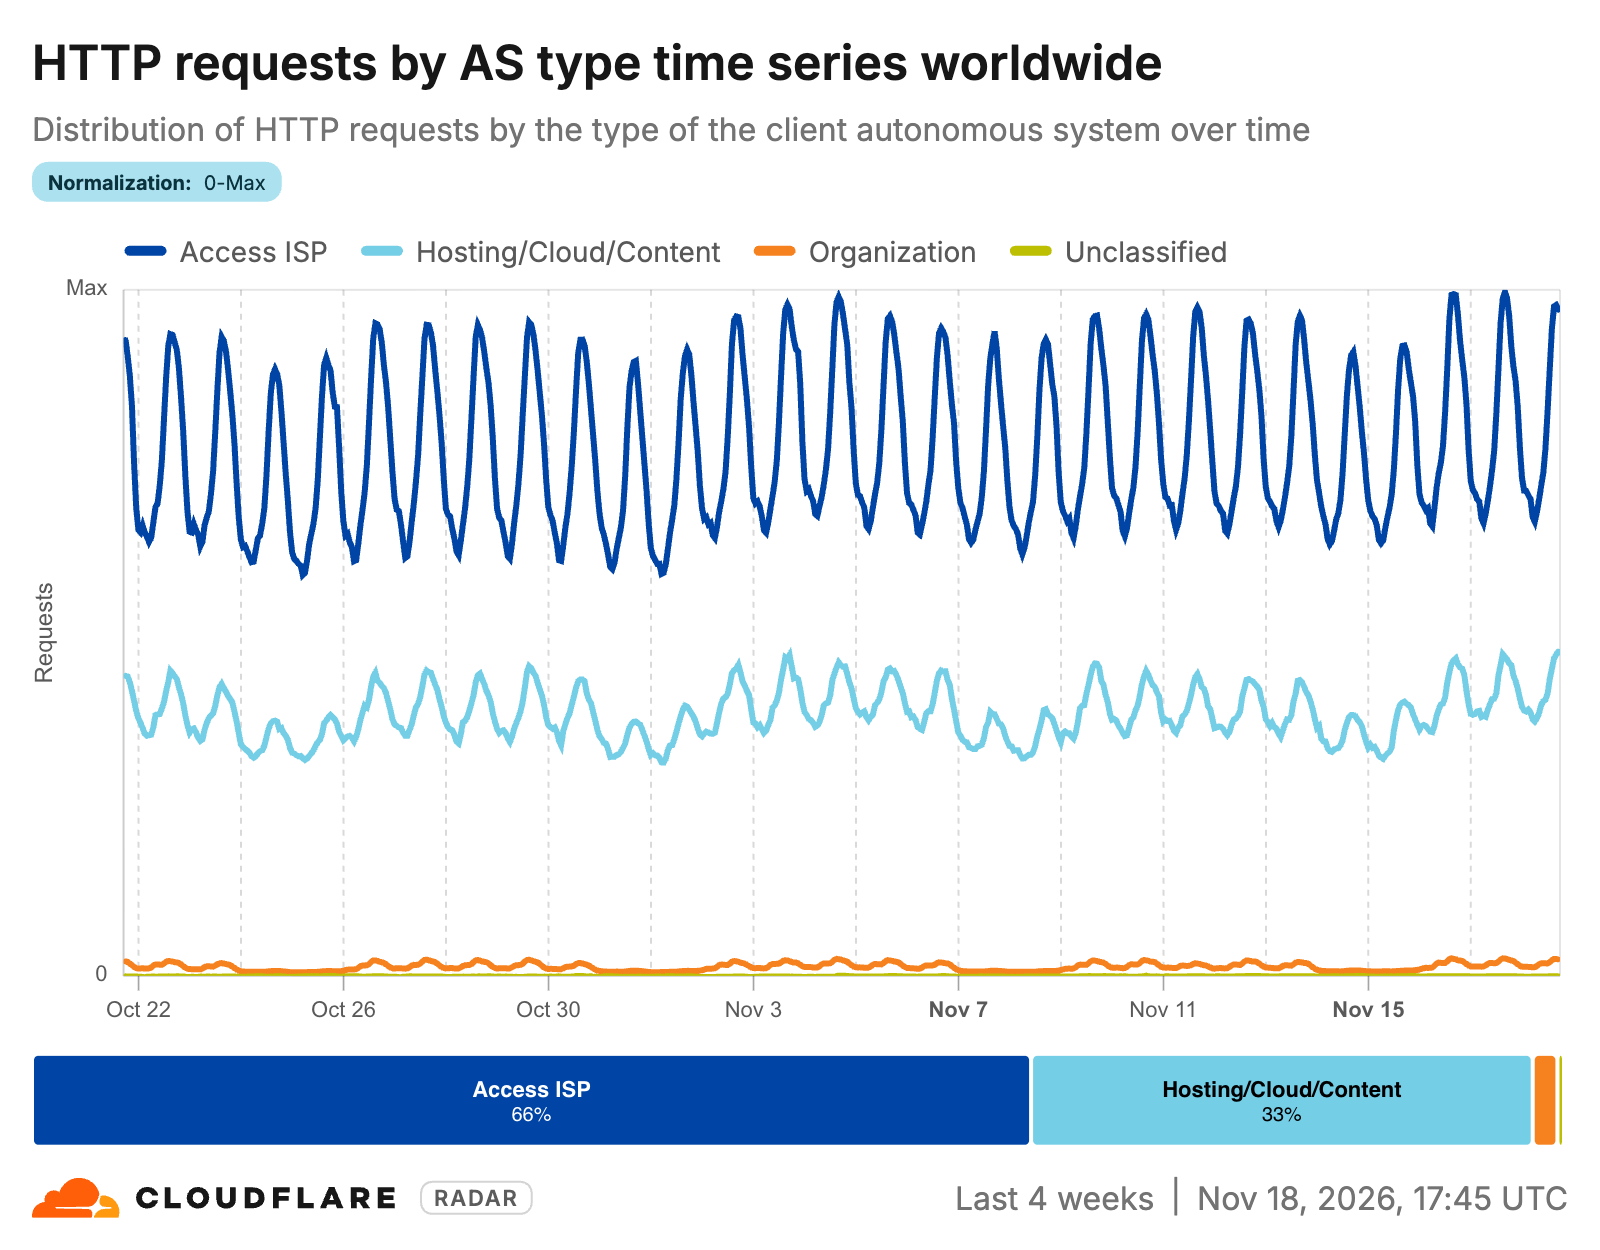 HTTP requests by AS type time series worldwide
Distribution of HTTP requests by the type of the client autonomous system over time
Normalization: 0-Max
Access ISP Hosting/Cloud/Content Organization Unclassified
Max
Requests
0
Oct 22 Oct 26 Oct 30 Nov 3 Nov 7 Nov 11 Nov 15
Access ISP Hosting/Cloud/Content
66% 33%
CLOUDFLARE RADAR Last 4 weeks | Nov 18, 2026, 17:45 UTC